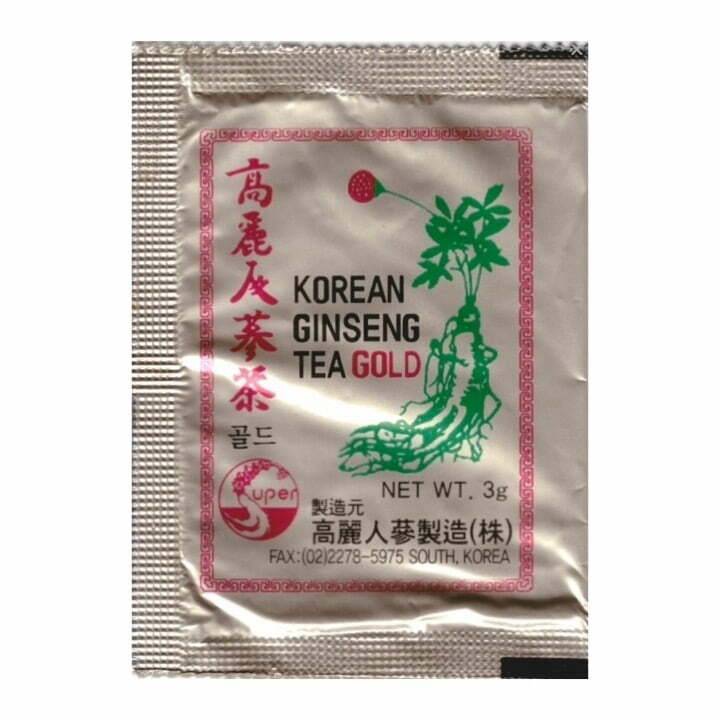 高麗人蔘茶
골드
KOREAN
GINSENG
TEA GOLD
Super
NET WT. 3g
製造元
高麗人蔘製造(株)
FAX:(02)2278-5975 SOUTH, KOREA